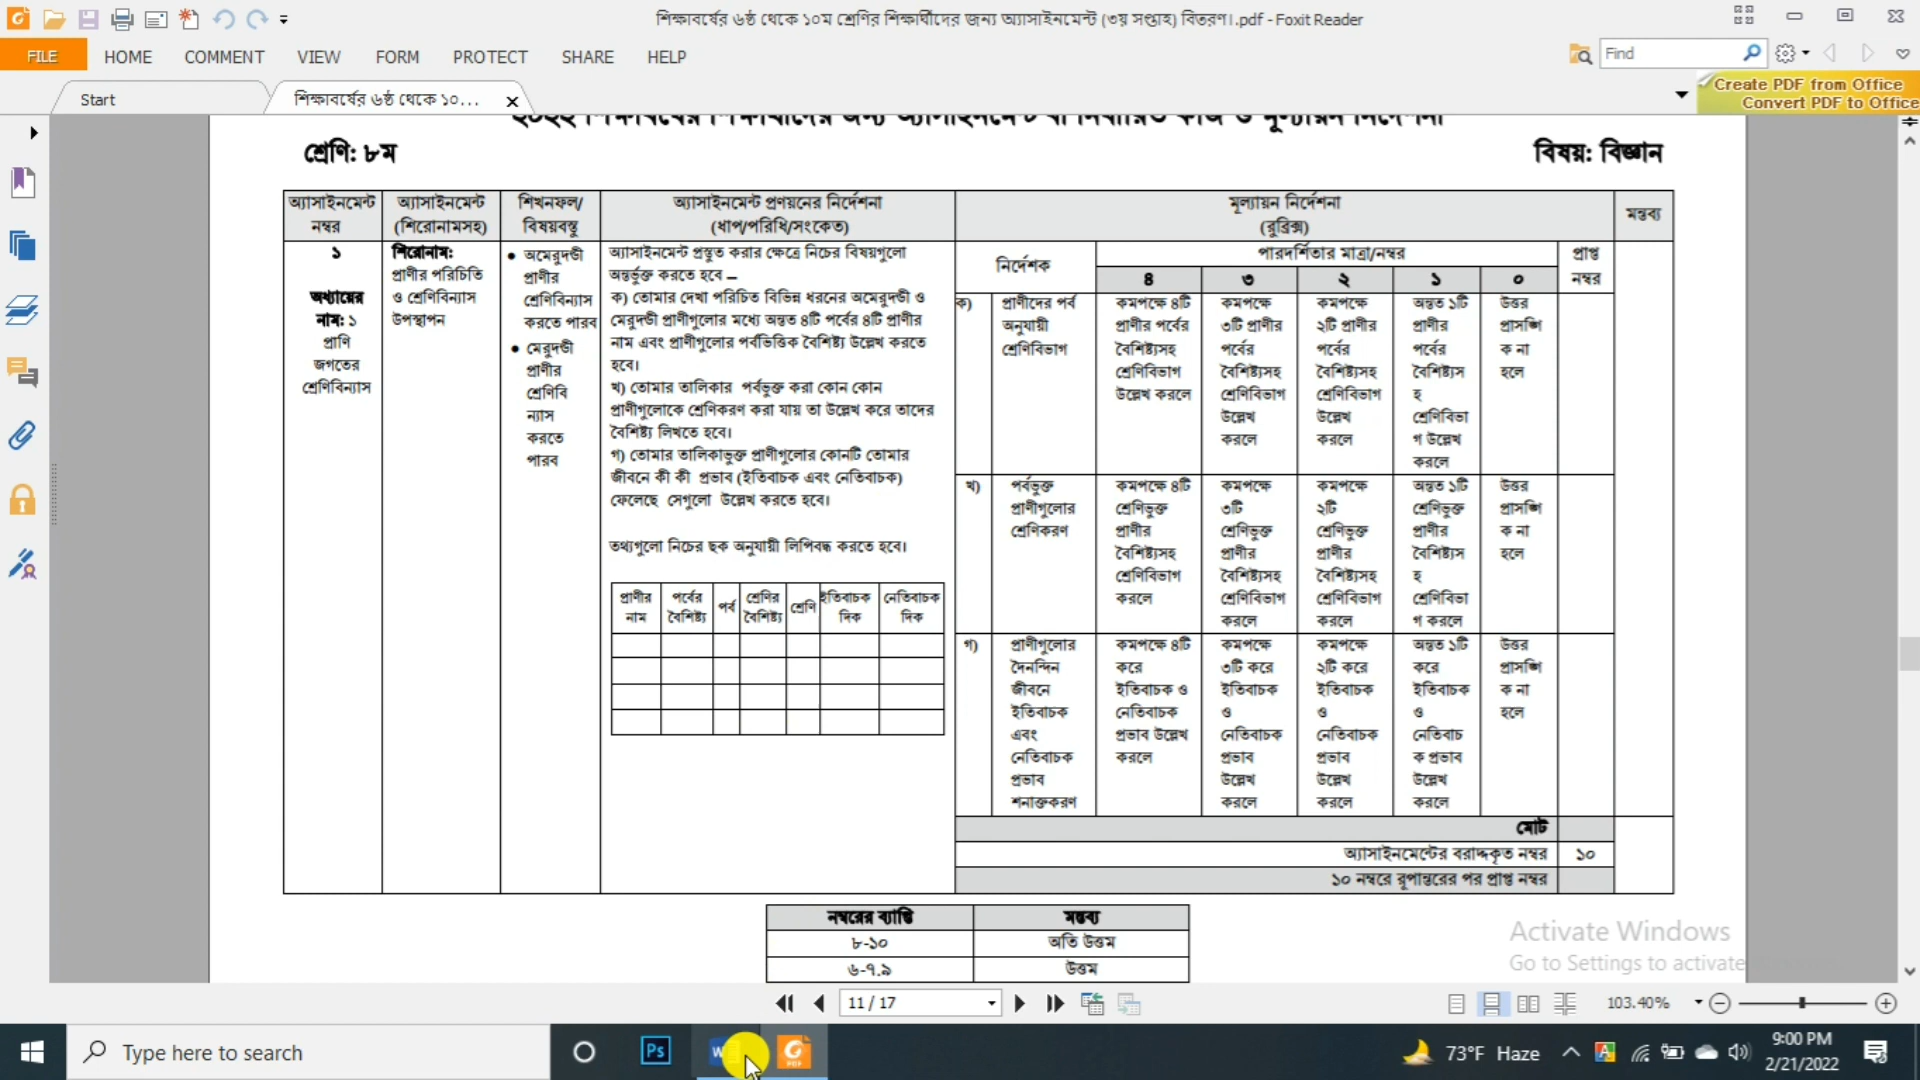 শিক্ষাবর্ষের ৬ষ্ঠ থেকে ১০ম শ্রেণির শিক্ষার্থীদের জন্য অ্যাসাইনমেন্ট (৩য় সপ্তাহ) বিতরণ।.pdf - Foxit Reader
FILE HOME COMMENT VIEW FORM PROTECT SHARE HELP
Find
Start
শিক্ষাবর্ষের ৬ষ্ঠ থেকে ১০...
Create PDF from Office
Convert PDF to Office
২০২২ শিক্ষাবর্ষের শিক্ষার্থীদের জন্য অ্যাসাইনমেন্ট বা নির্ধারিত কাজ ও মূল্যায়ন নির্দেশনা
শ্রেণি: ৮ম
বিষয়: বিজ্ঞান
অ্যাসাইনমেন্ট
নম্বর
অ্যাসাইনমেন্ট
(শিরোনামসহ)
শিখনফল/
বিষয়বস্তু
অ্যাসাইনমেন্ট প্রণয়নের নির্দেশনা
(ধাপ/পরিধি/সংকেত)
মূল্যায়ন নির্দেশনা
(রুব্রিক্স)
মন্তব্য
১
অধ্যায়ের
নাম: ১
প্রাণি
জগতের
শ্রেণিবিন্যাস
শিরোনাম:
প্রাণীর পরিচিতি
ও শ্রেণিবিন্যাস
উপস্থাপন
• অমেরুদণ্ডী
প্রাণীর
শ্রেণিবিন্যাস
করতে পারব
• মেরুদণ্ডী
প্রাণীর
শ্রেণিবি
ন্যাস
করতে
পারব
অ্যাসাইনমেন্ট প্রস্তুত করার ক্ষেত্রে নিচের বিষয়গুলো
অন্তর্ভুক্ত করতে হবে –
ক) তোমার দেখা পরিচিত বিভিন্ন ধরনের অমেরুদণ্ডী ও
মেরুদণ্ডী প্রাণীগুলোর মধ্যে অন্তত ৪টি পর্বের ৪টি প্রাণীর
নাম এবং প্রাণীগুলোর পর্বভিত্তিক বৈশিষ্ট্য উল্লেখ করতে
হবে।
খ) তোমার তালিকার পর্বভুক্ত করা কোন কোন
প্রাণীগুলোকে শ্রেণিকরণ করা যায় তা উল্লেখ করে তাদের
বৈশিষ্ট্য লিখতে হবে।
গ) তোমার তালিকাভুক্ত প্রাণীগুলোর কোনটি তোমার
জীবনে কী কী প্রভাব (ইতিবাচক এবং নেতিবাচক)
ফেলেছে সেগুলো উল্লেখ করতে হবে।
তথ্যগুলো নিচের ছক অনুযায়ী লিপিবদ্ধ করতে হবে।
প্রাণীর
নাম
পর্বের
বৈশিষ্ট্য
পর্ব
শ্রেণির
বৈশিষ্ট্য
শ্রেণি
ইতিবাচক
দিক
নেতিবাচক
দিক
নির্দেশক
পারদর্শিতার মাত্রা/নম্বর
প্রাপ্ত
নম্বর
৪ ৩ ২ ১ ০
ক)
প্রাণীদের পর্ব
অনুযায়ী
শ্রেণিবিভাগ
কমপক্ষে ৪টি
প্রাণীর পর্বের
বৈশিষ্ট্যসহ
শ্রেণিবিভাগ
উল্লেখ করলে
কমপক্ষে
৩টি প্রাণীর
পর্বের
বৈশিষ্ট্যসহ
শ্রেণিবিভাগ
উল্লেখ
করলে
কমপক্ষে
২টি প্রাণীর
পর্বের
বৈশিষ্ট্যসহ
শ্রেণিবিভাগ
উল্লেখ
করলে
অন্তত ১টি
প্রাণীর
পর্বের
বৈশিষ্ট্যস
হ
শ্রেণিবিভা
গ উল্লেখ
করলে
উত্তর
প্রাসঙ্গি
ক না
হলে
খ)
পর্বভুক্ত
প্রাণীগুলোর
শ্রেণিকরণ
কমপক্ষে ৪টি
শ্রেণিভুক্ত
প্রাণীর
বৈশিষ্ট্যসহ
শ্রেণিবিভাগ
করলে
কমপক্ষে
৩টি
শ্রেণিভুক্ত
প্রাণীর
বৈশিষ্ট্যসহ
শ্রেণিবিভাগ
করলে
কমপক্ষে
২টি
শ্রেণিভুক্ত
প্রাণীর
বৈশিষ্ট্যসহ
শ্রেণিবিভাগ
করলে
অন্তত ১টি
শ্রেণিভুক্ত
প্রাণীর
বৈশিষ্ট্যস
হ
শ্রেণিবিভা
গ করলে
উত্তর
প্রাসঙ্গি
ক না
হলে
গ)
প্রাণীগুলোর
দৈনন্দিন
জীবনে
ইতিবাচক
এবং
নেতিবাচক
প্রভাব
শনাক্তকরণ
কমপক্ষে ৪টি
করে
ইতিবাচক ও
নেতিবাচক
প্রভাব উল্লেখ
করলে
কমপক্ষে
৩টি করে
ইতিবাচক
ও
নেতিবাচক
প্রভাব
উল্লেখ
করলে
কমপক্ষে
২টি করে
ইতিবাচক
ও
নেতিবাচক
প্রভাব
উল্লেখ
করলে
অন্তত ১টি
করে
ইতিবাচক
ও
নেতিবাচ
ক প্রভাব
উল্লেখ
করলে
উত্তর
প্রাসঙ্গি
ক না
হলে
মোট
অ্যাসাইনমেন্টের বরাদ্দকৃত নম্বর ১০
১০ নম্বরে রূপান্তরের পর প্রাপ্ত নম্বর
নম্বরের ব্যাপ্তি মন্তব্য
৮-১০ অতি উত্তম
৬-৭.৯ উত্তম
Activate Windows
Go to Settings to activate
11 / 17
103.40%
Type here to search
Ps
73°F Haze
9:00 PM
2/21/2022